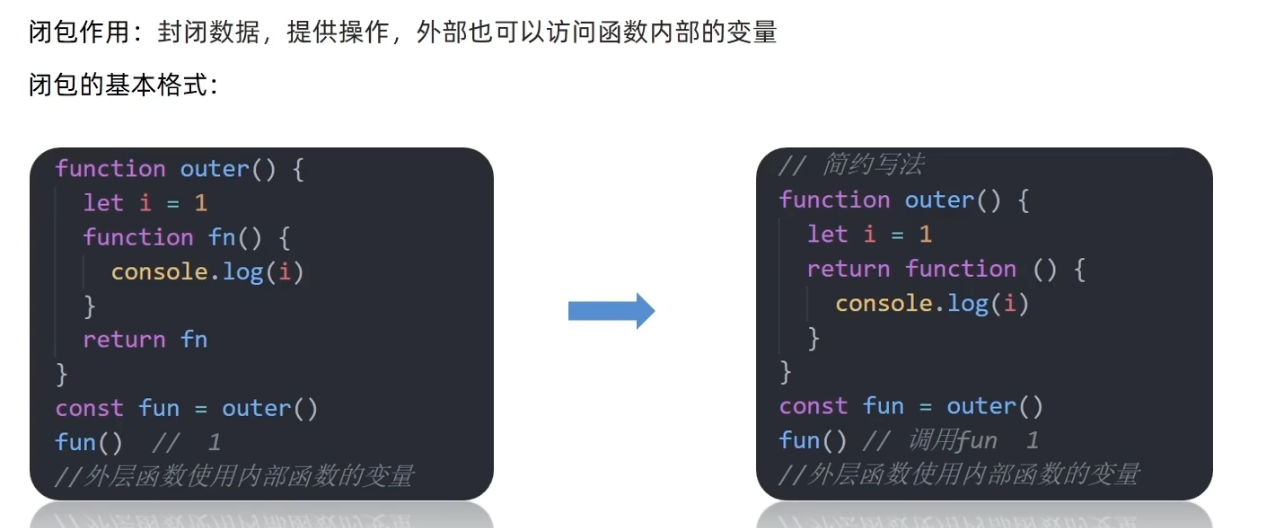 闭包作用：封闭数据，提供操作，外部也可以访问函数内部的变量
闭包的基本格式：
function outer() {
  let i = 1
  function fn() {
    console.log(i)
  }
  return fn
}
const fun = outer()
fun()  //  1
//外层函数使用内部函数的变量
// 简约写法
function outer() {
  let i = 1
  return function () {
    console.log(i)
  }
}
const fun = outer()
fun() // 调用fun  1
//外层函数使用内部函数的变量